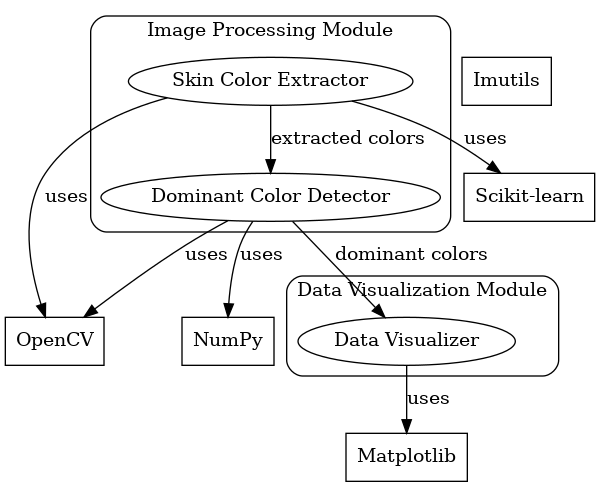 Image Processing Module
Skin Color Extractor
Imutils
extracted colors
uses
uses
Dominant Color Detector
Scikit-learn
uses
uses
dominant colors
Data Visualization Module
OpenCV
NumPy
Data Visualizer
uses
Matplotlib